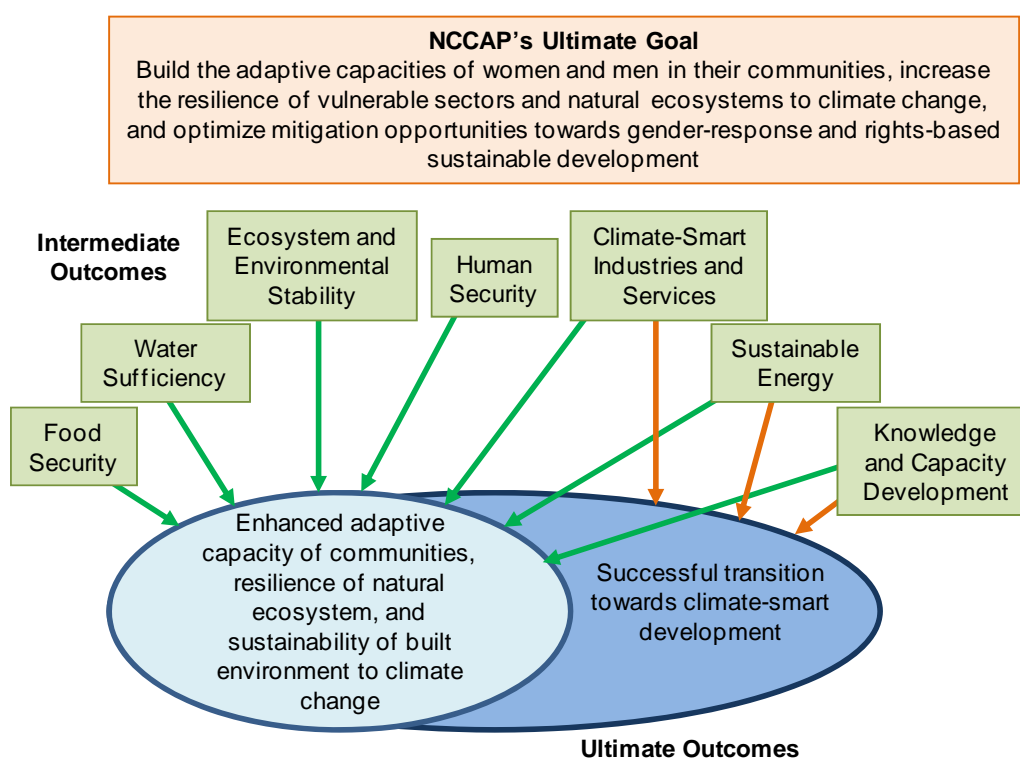 NCCAP's Ultimate Goal
Build the adaptive capacities of women and men in their communities, increase
the resilience of vulnerable sectors and natural ecosystems to climate change,
and optimize mitigation opportunities towards gender-response and rights-based
sustainable development
Intermediate
Outcomes
Ecosystem and
Environmental
Stability
Human
Security
Climate-Smart
Industries and
Services
Water
Sufficiency
Sustainable
Energy
Food
Security
Knowledge
and Capacity
Development
Enhanced adaptive
capacity of communities,
resilience of natural
ecosystem, and
sustainability of built
environment to climate
change
Successful transition
towards climate-smart
development
Ultimate Outcomes